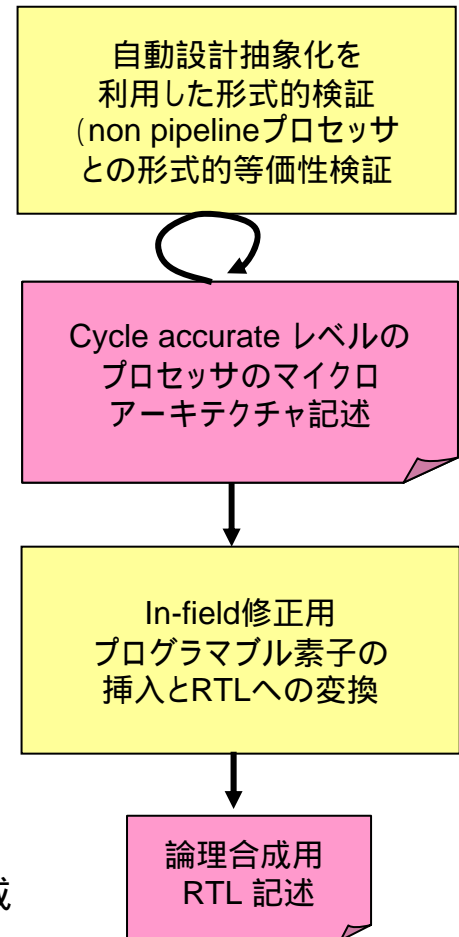 自動設計抽象化を
利用した形式的検証
(non pipelineプロセッサ
との形式的等価性検証
Cycle accurate レベルの
プロセッサのマイクロ
アーキテクチャ記述
In-field修正用
プログラマブル素子の
挿入とRTLへの変換
論理合成用
RTL 記述
成